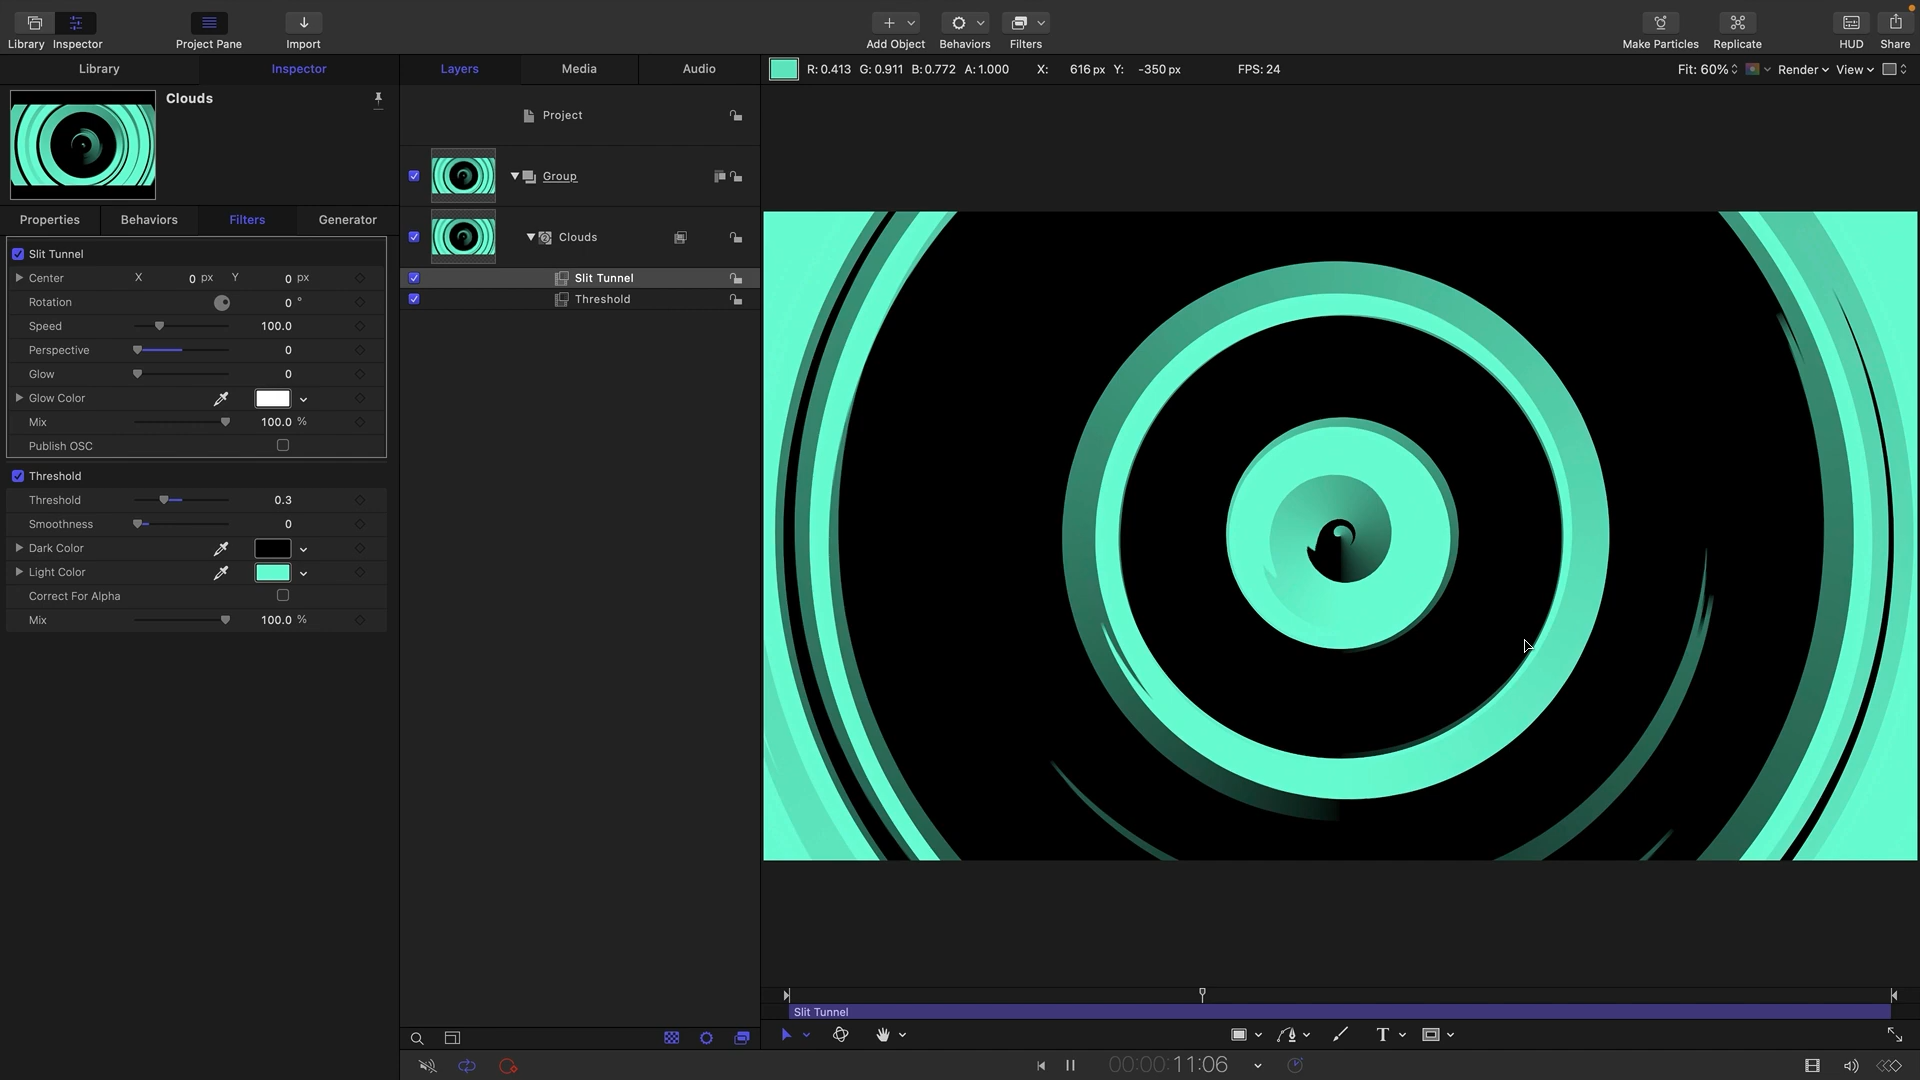 Library Inspector Project Pane Import Add Object Behaviors Filters Make Particles Replicate HUD Share
Library Inspector Layers Media Audio R:0.413 G:0.911 B:0.772 A:1.000 X: 616 px Y: -350 px FPS: 24 Fit: 60% Render View
Clouds
Project
Group
Properties Behaviors Filters Generator
Clouds
Slit Tunnel
Center X 0 px Y 0 px
Slit Tunnel
Rotation 0 °
Threshold
Speed 100.0
Perspective 0
Glow 0
Glow Color
Mix 100.0 %
Publish OSC
Threshold
Threshold 0.3
Smoothness 0
Dark Color
Light Color
Correct For Alpha
Mix 100.0 %
Slit Tunnel
T
00:00:11:06